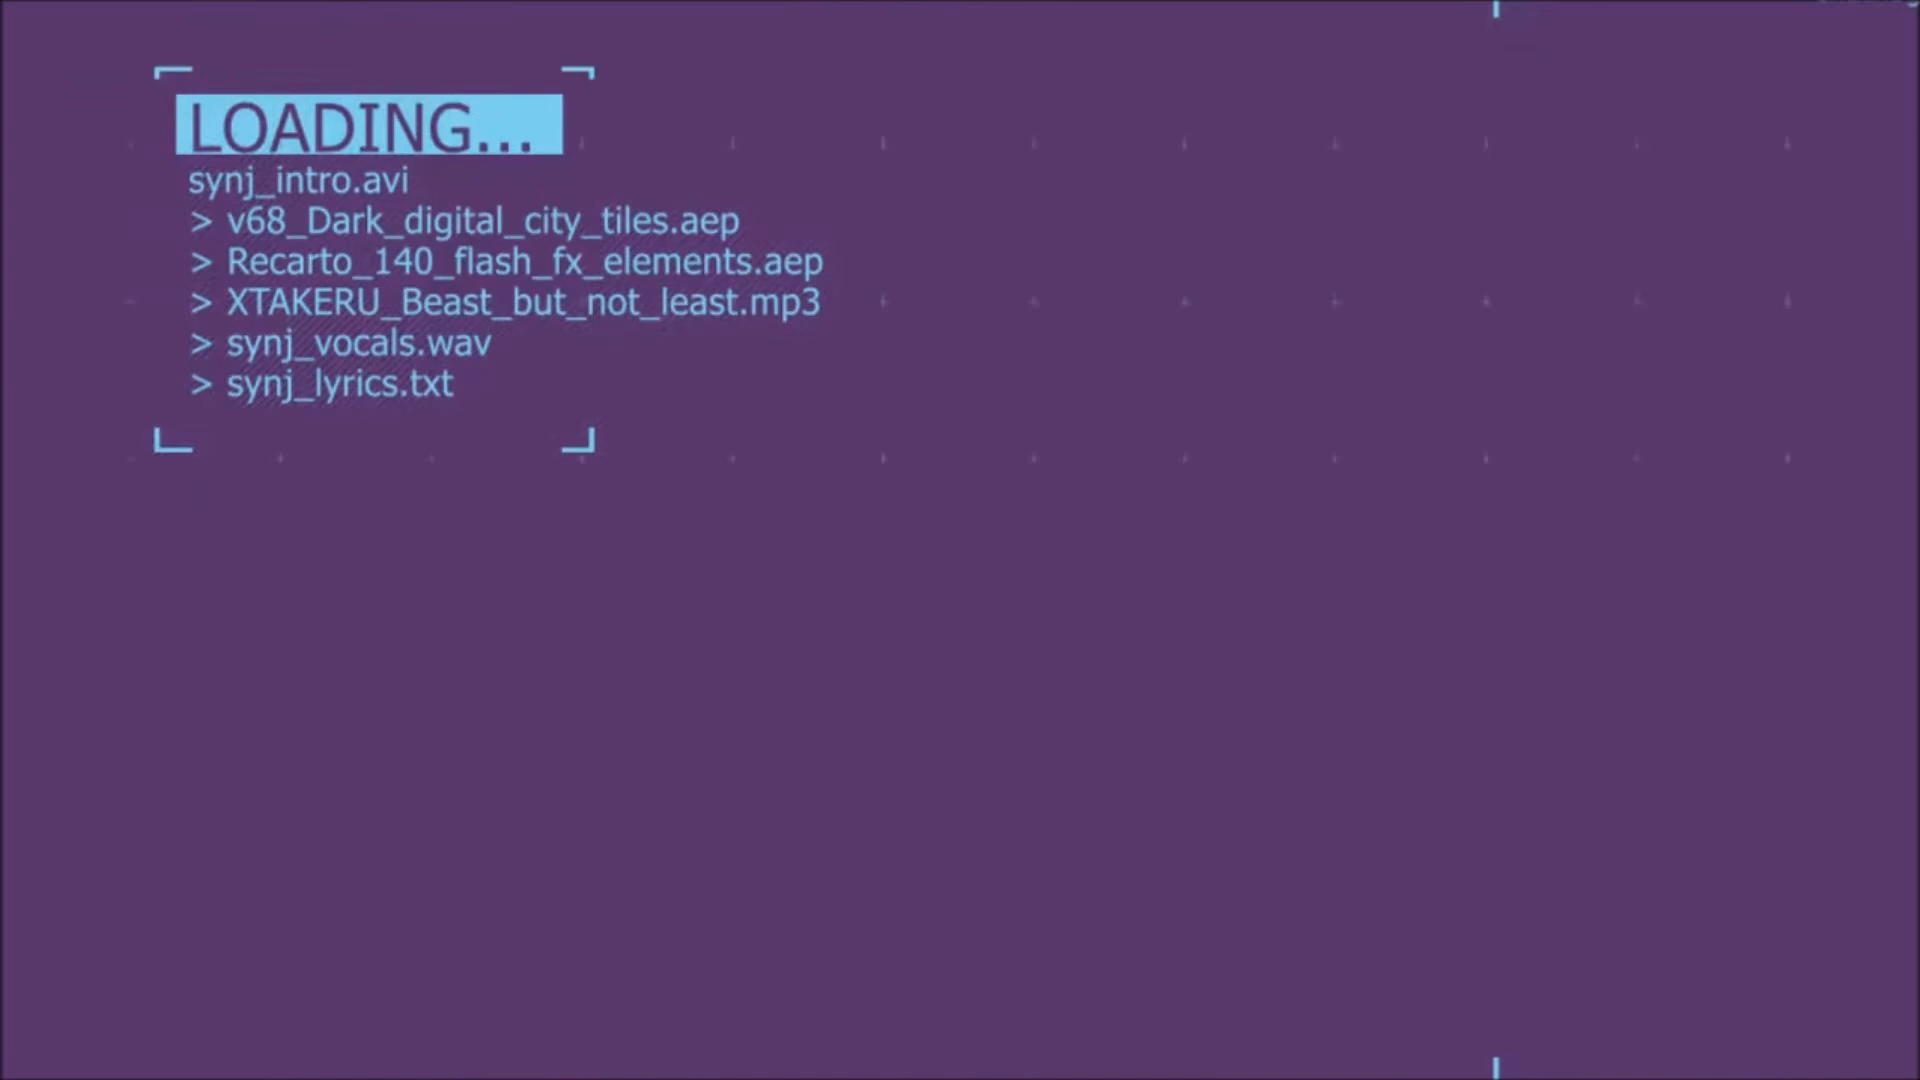 LOADING...
synj_intro.avi
> v68_Dark_digital_city_tiles.aep
> Recarto_140_flash_fx_elements.aep
> XTAKERU_Beast_but_not_least.mp3
> synj_vocals.wav
> synj_lyrics.txt